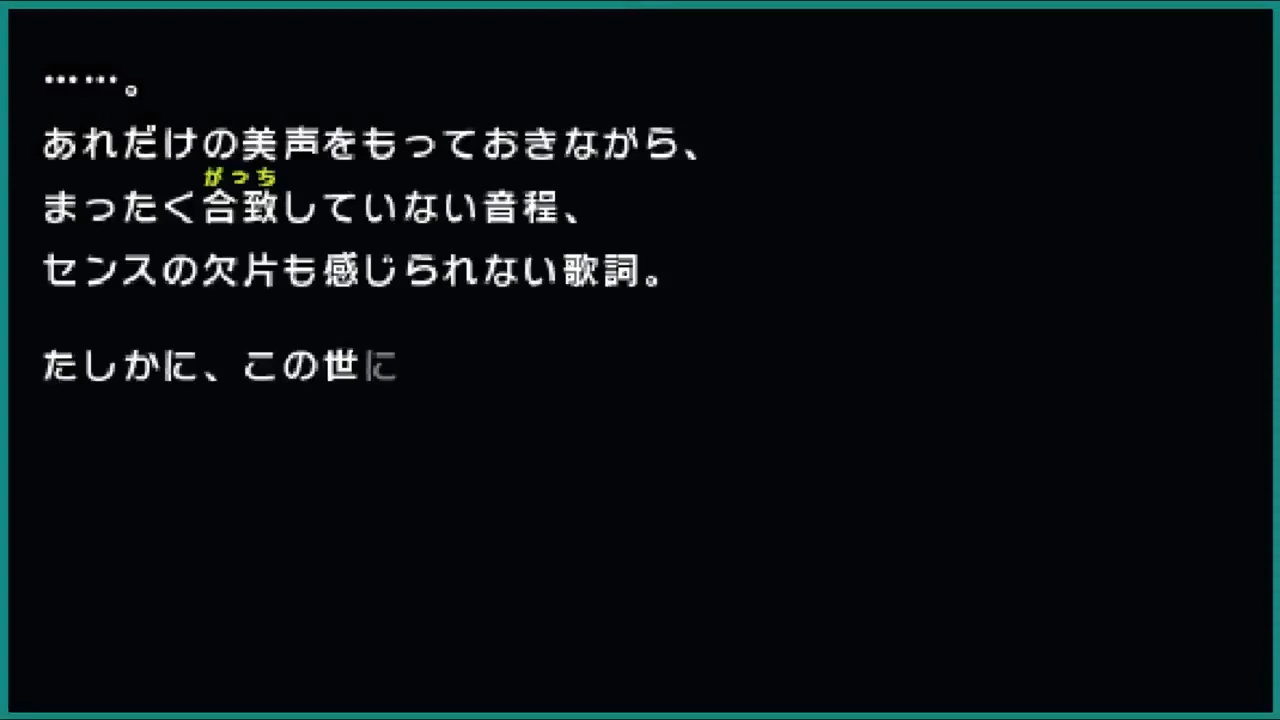 ……。
あれだけの美声をもっておきながら、
がっち
まったく合致していない音程、
センスの欠片も感じられない歌詞。
たしかに、この世に